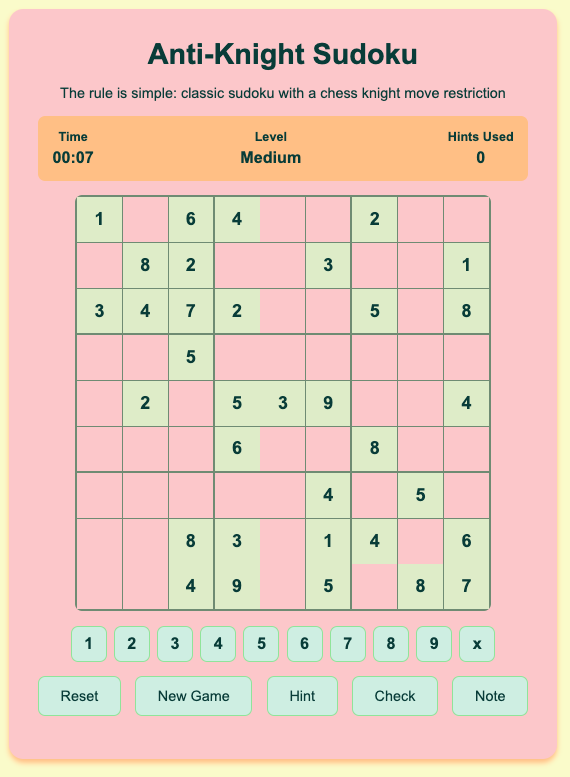 Anti-Knight Sudoku
The rule is simple: classic sudoku with a chess knight move restriction
Time Level Hints Used
00:07 Medium 0
1 6 4 2
8 2 3 1
3 4 7 2 5 8
5
2 5 3 9 4
6 8
4 5
8 3 1 4 6
4 9 5 8 7
1 2 3 4 5 6 7 8 9 x
Reset New Game Hint Check Note